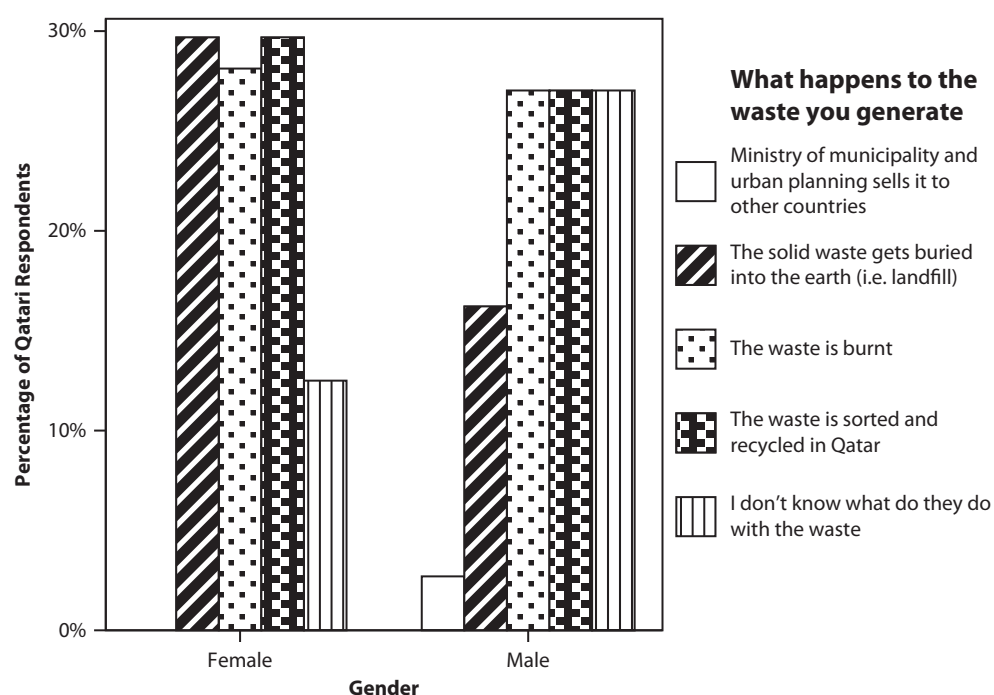 30%
20%
10%
0%
Percentage of Qatari Respondents
Female
Male
Gender
What happens to the
waste you generate
Ministry of municipality and
urban planning sells it to
other countries
The solid waste gets buried
into the earth (i.e. landfill)
The waste is burnt
The waste is sorted and
recycled in Qatar
I don’t know what do they do
with the waste